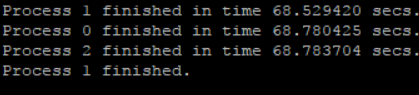 Process 1 finished in time 68.529420 secs.
Process 0 finished in time 68.780425 secs.
Process 2 finished in time 68.783704 secs.
Process 1 finished.